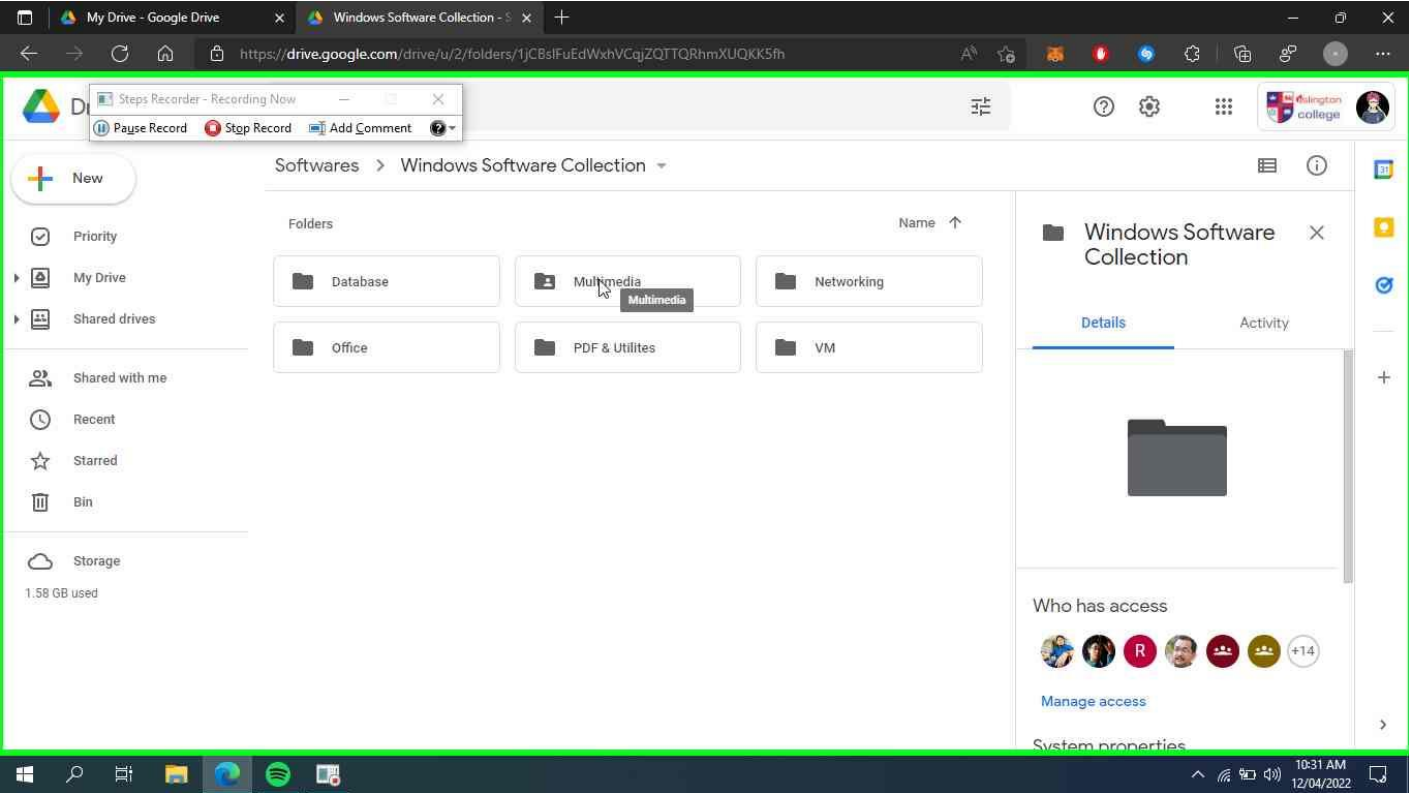 My Drive - Google Drive
Windows Software Collection - S
https://drive.google.com/drive/u/2/folders/1jCBsIFuEdWxhVCqjZQTTQRhmXUQKK5fh
Steps Recorder - Recording Now
Pause Record Stop Record Add Comment
islington
college
New
Softwares > Windows Software Collection
31
Priority
My Drive
Shared drives
Shared with me
Recent
Starred
Bin
Storage
1.58 GB used
Folders
Name
Database
Multimedia
Multimedia
Networking
Office
PDF & Utilites
VM
Windows Software
Collection
Details
Activity
Who has access
R
+14
Manage access
System properties
10:31 AM
12/04/2022